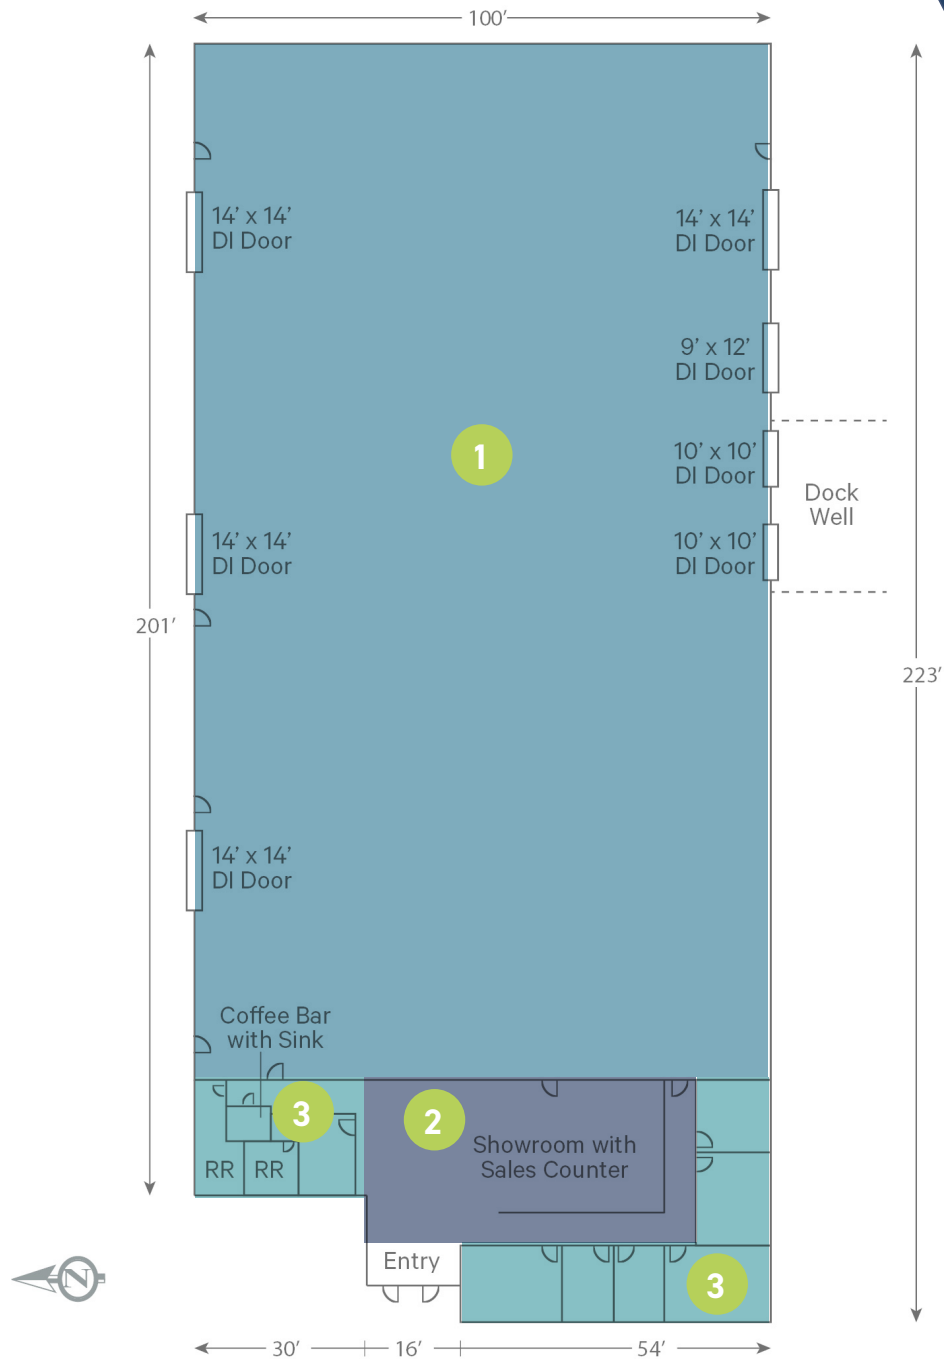 100’
14’ x 14’
DI Door
14’ x 14’
DI Door
9’ x 12’
DI Door
1
10’ x 10’
DI Door
Dock
Well
14’ x 14’
DI Door
10’ x 10’
DI Door
201’
223’
14’ x 14’
DI Door
Coffee Bar
with Sink
3
2
Showroom with
Sales Counter
RR
RR
Entry
N
3
30’
16’
54’